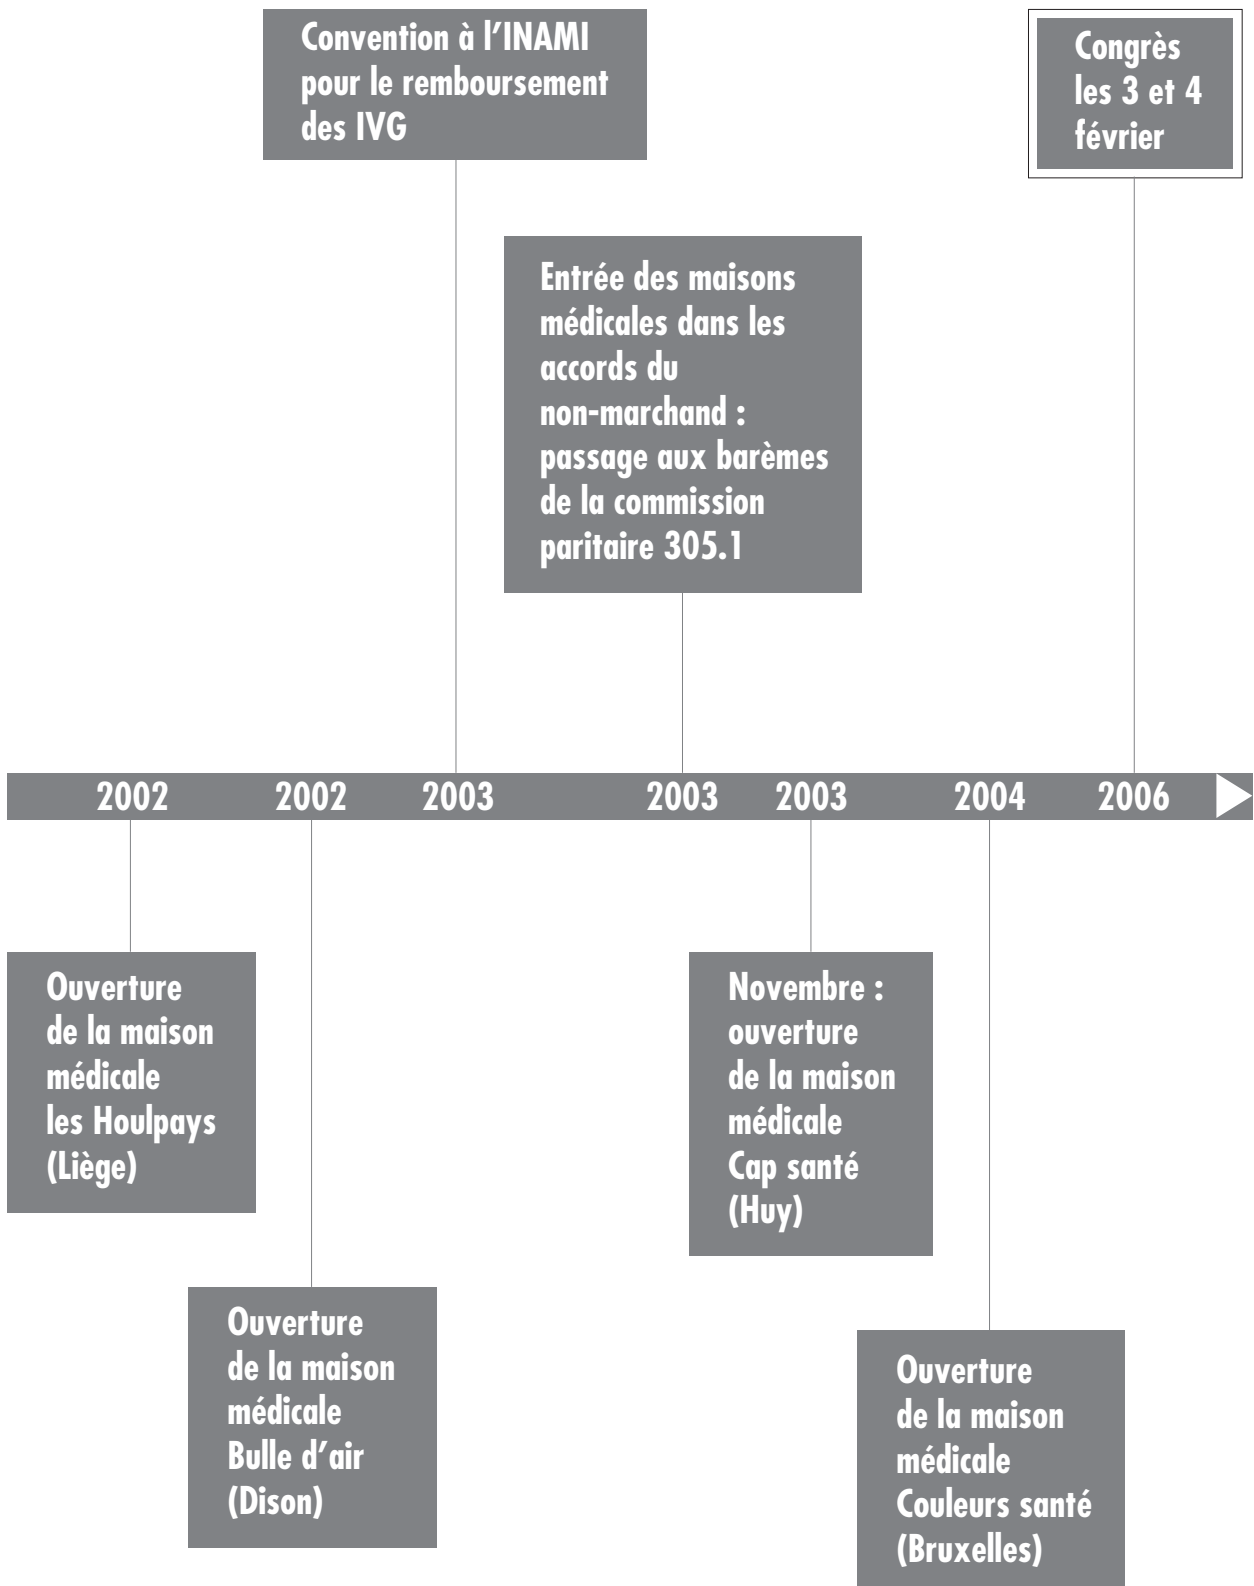 Convention à l’INAMI
pour le remboursement
des IVG
Congrès
les 3 et 4
février
Entrée des maisons
médicales dans les
accords du
non-marchand :
passage aux barèmes
de la commission
paritaire 305.1
2002 2002 2003 2003 2003 2004 2006
Ouverture
de la maison
médicale
les Houlpays
(Liège)
Novembre :
ouverture
de la maison
médicale
Cap santé
(Huy)
Ouverture
de la maison
médicale
Bulle d’air
(Dison)
Ouverture
de la maison
médicale
Couleurs santé
(Bruxelles)